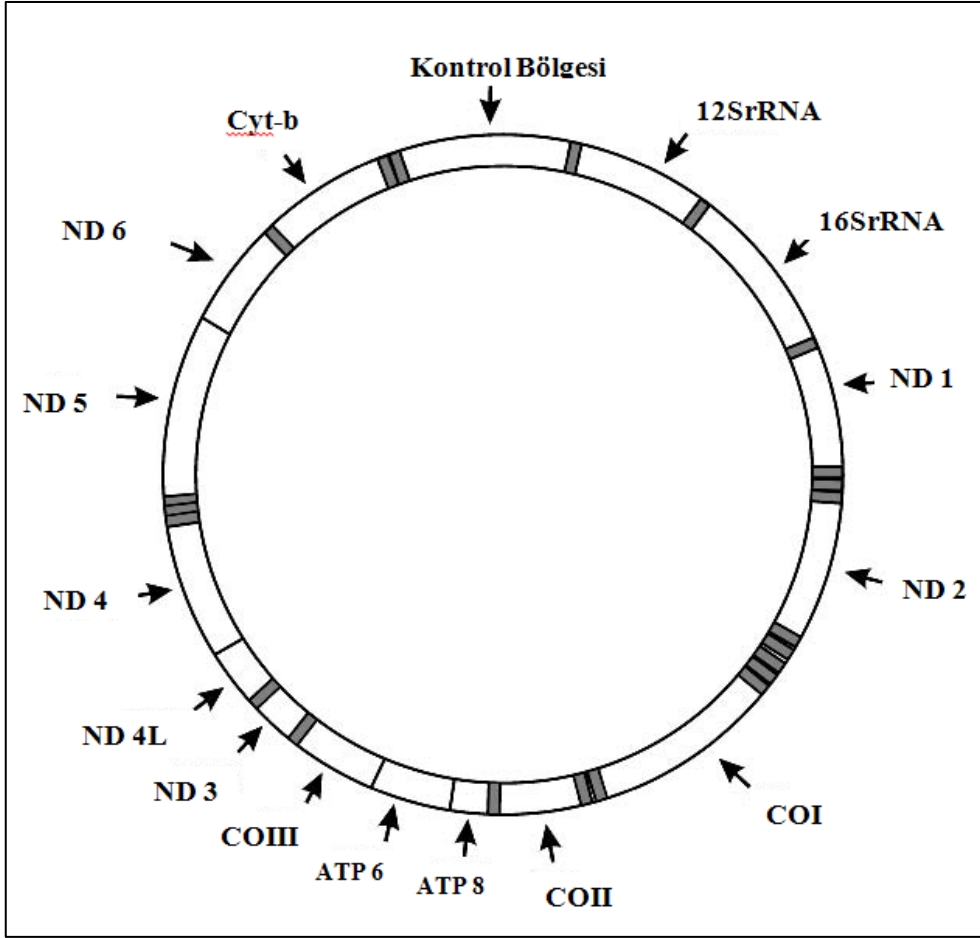 Kontrol Bölgesi
12SrRNA
16SrRNA
ND 1
ND 2
COI
COII
ATP 8
ATP 6
COIII
ND 3
ND 4L
ND 4
ND 5
ND 6
Cyt-b